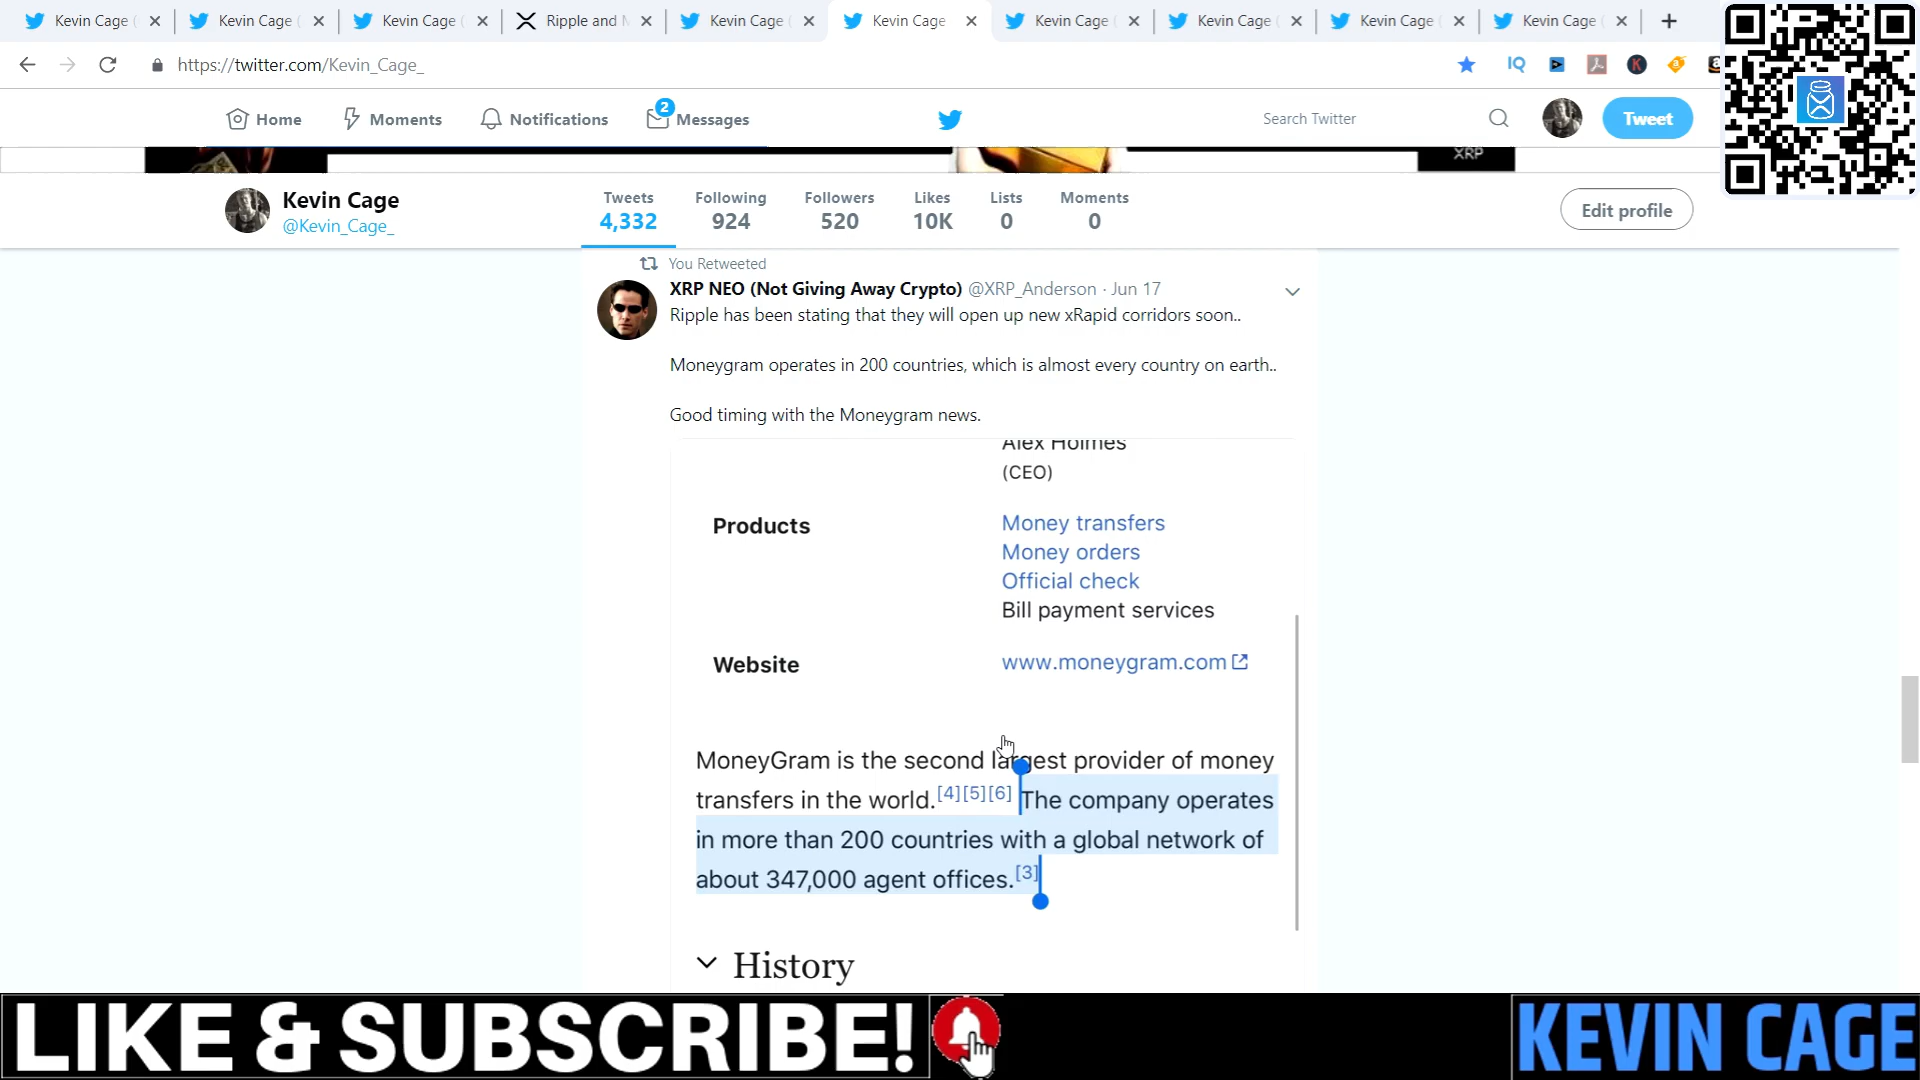 Kevin Cage (
Kevin Cage (
Kevin Cage (
Ripple and M
Kevin Cage (
Kevin Cage
Kevin Cage (
Kevin Cage (
Kevin Cage (
Kevin Cage (
https://twitter.com/Kevin_Cage_
IQ
Home
Moments
Notifications
2
Messages
Search Twitter
Tweet
XRP
Kevin Cage
@Kevin_Cage_
Tweets
4,332
Following
924
Followers
520
Likes
10K
Lists
0
Moments
0
Edit profile
You Retweeted
XRP NEO (Not Giving Away Crypto) @XRP_Anderson · Jun 17
Ripple has been stating that they will open up new xRapid corridors soon..
Moneygram operates in 200 countries, which is almost every country on earth..
Good timing with the Moneygram news.
Alex Holmes
(CEO)
Products
Money transfers
Money orders
Official check
Bill payment services
Website
www.moneygram.com
MoneyGram is the second largest provider of money
transfers in the world.[4][5][6] The company operates
in more than 200 countries with a global network of
about 347,000 agent offices.[3]
History
LIKE & SUBSCRIBE!
KEVIN CAGE